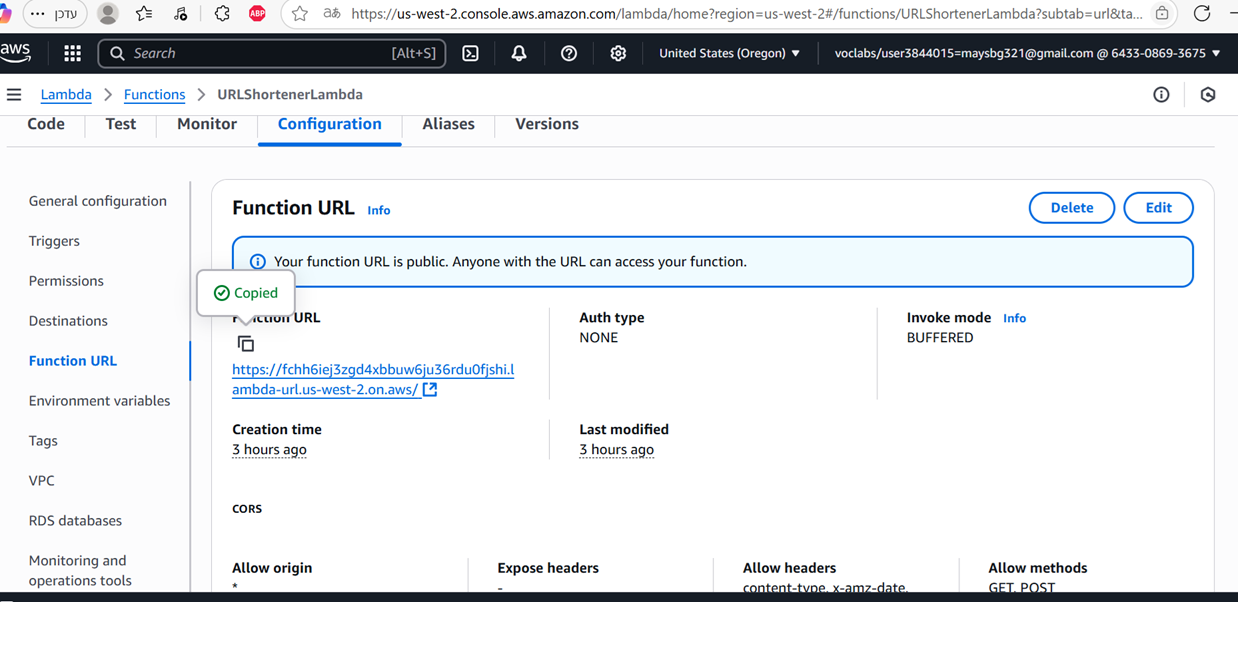 עדכן
ABP
aあ
https://us-west-2.console.aws.amazon.com/lambda/home?region=us-west-2#/functions/URLShortenerLambda?subtab=url&ta...
aws
Search
[Alt+S]
United States (Oregon) ▼
voclabs/user3844015=maysbg321@gmail.com @ 6433-0869-3675 ▼
Lambda > Functions > URLShortenerLambda
Code
Test
Monitor
Configuration
Aliases
Versions
General configuration
Triggers
Permissions
Destinations
Function URL
Environment variables
Tags
VPC
RDS databases
Monitoring and
operations tools
Function URL Info
Delete
Edit
Your function URL is public. Anyone with the URL can access your function.
Copied
Function URL
https://fchh6iej3zgd4xbbuw6ju36rdu0fjshi.l
ambda-url.us-west-2.on.aws/
Auth type
NONE
Invoke mode Info
BUFFERED
Creation time
3 hours ago
Last modified
3 hours ago
CORS
Allow origin
*
Expose headers
-
Allow headers
content-type, x-amz-date,
Allow methods
GET, POST